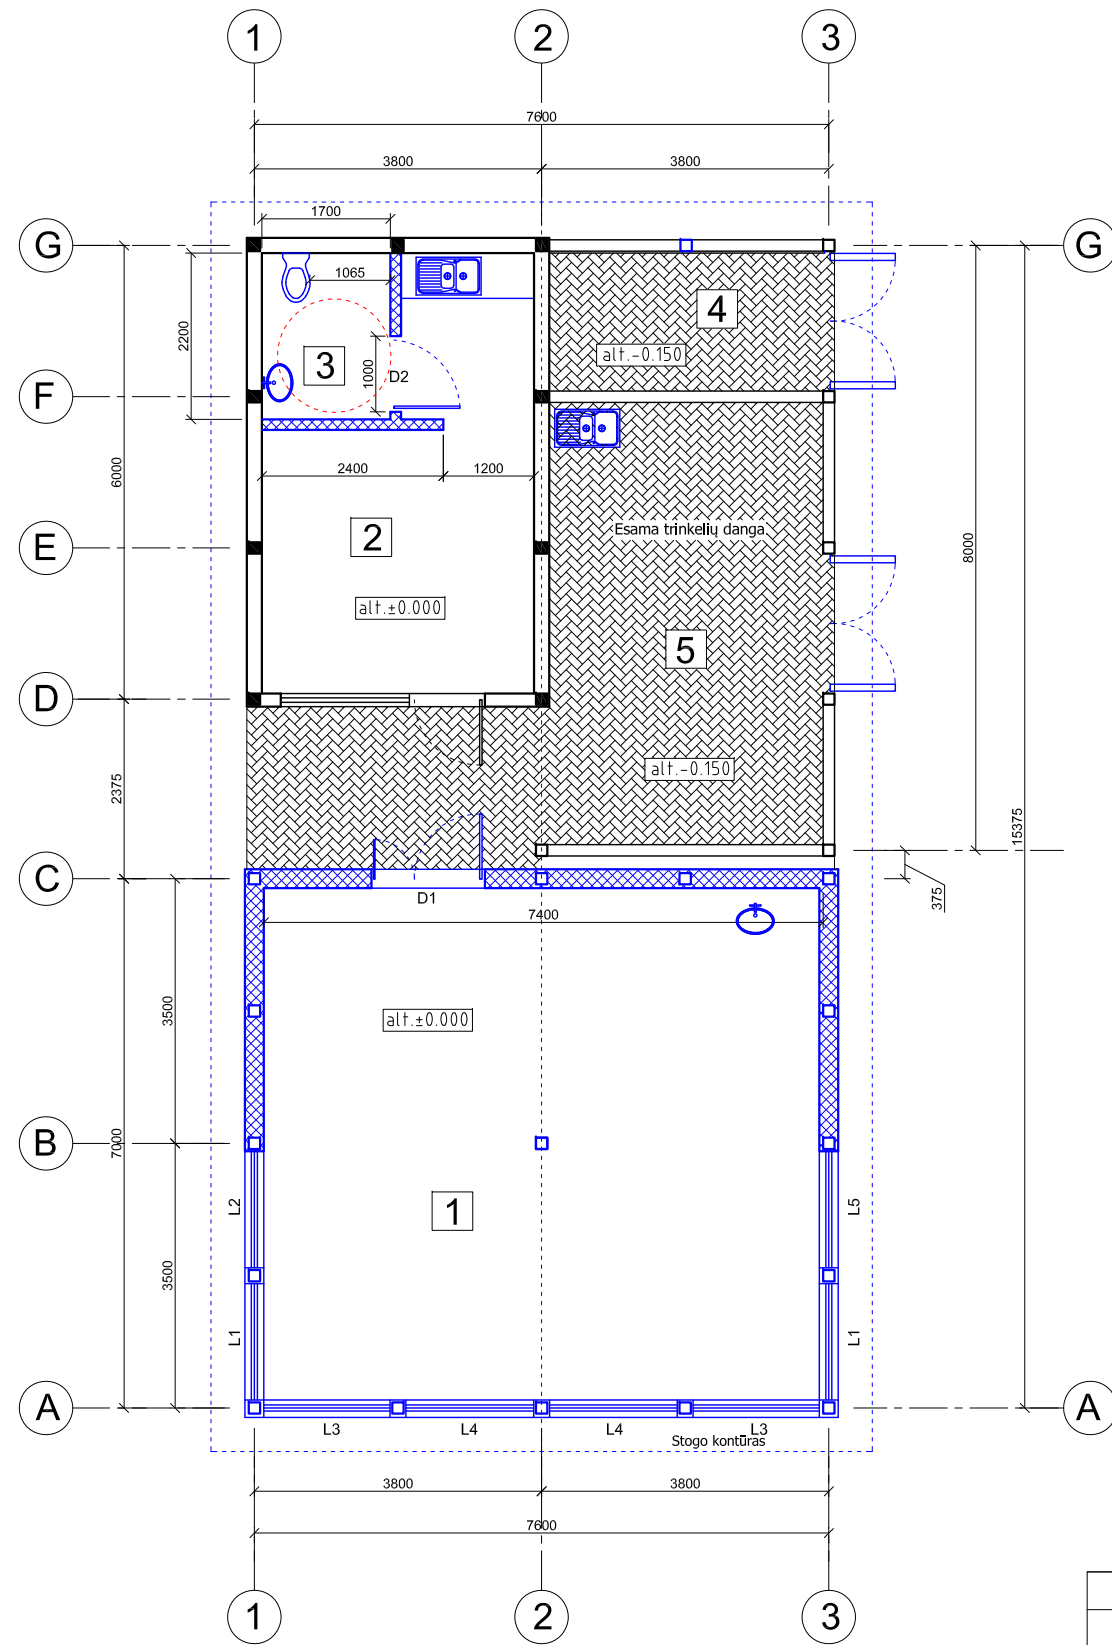 1 2 3
7600
3800 3800
1700
G G
1065
4
2200
3
alt.-0.150
1000
D2
F
2400 1200
6000
Esama trinkelių danga
2
E
8000
alt.±0.000
5
D
alt.-0.150
2375
15375
C
D1
375
7400
3500
alt.±0.000
B
7000
1
L2 L5
3500
L1 L1
A A
L3 L4 L4 L3
Stogo kontūras
3800 3800
7600
1 2 3